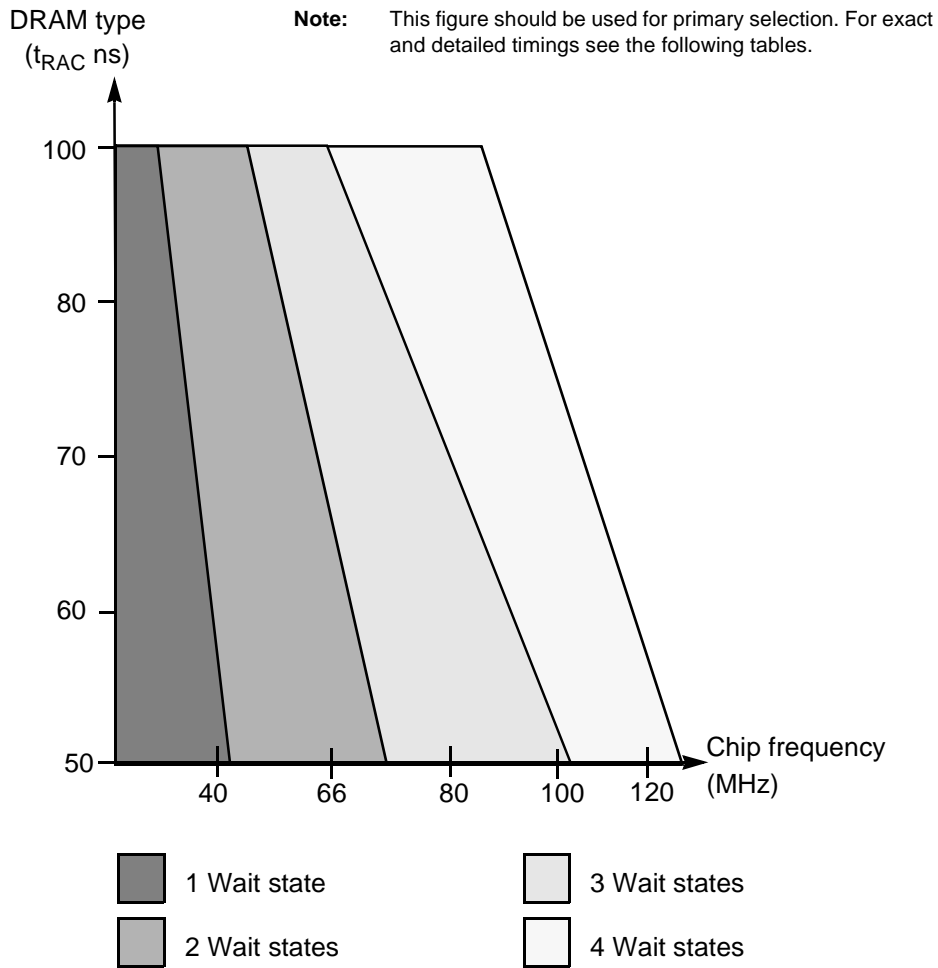 DRAM type
(tRAC ns)
Note: This figure should be used for primary selection. For exact
and detailed timings see the following tables.
100
80
70
60
50
40 66 80 100 120
Chip frequency
(MHz)
1 Wait state
3 Wait states
2 Wait states
4 Wait states